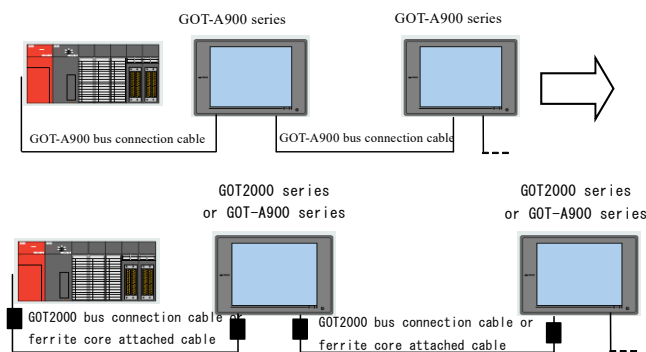 GOT-A900 series
GOT-A900 series
GOT-A900 bus connection cable
GOT-A900 bus connection cable
GOT2000 series
or GOT-A900 series
GOT2000 series
or GOT-A900 series
GOT2000 bus connection cable or
ferrite core attached cable
GOT2000 bus connection cable or
ferrite core attached cable